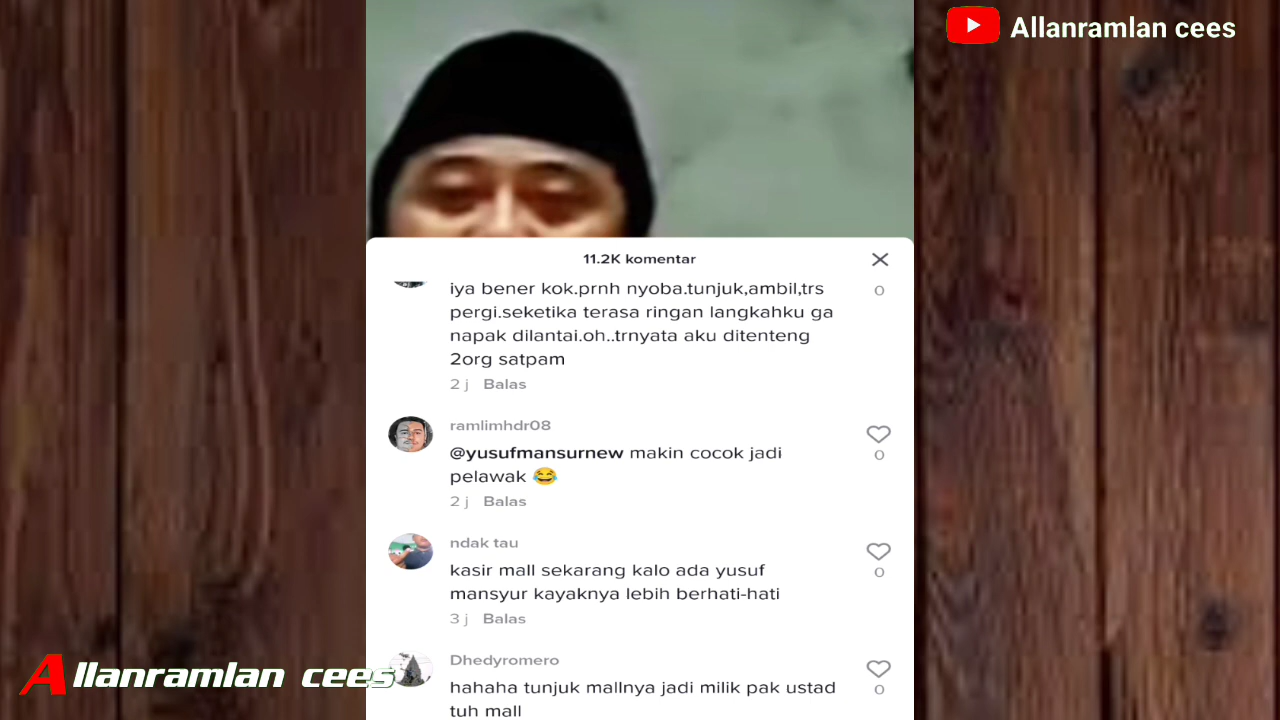 Allanramlan cees
11.2K komentar
iya bener kok.prnh nyoba.tunjuk,ambil,trs
0
pergi.seketika terasa ringan langkahku ga
napak dilantai.oh..trnyata aku ditenteng
2org satpam
2 j Balas
ramlimhdr08
@yusufmansurnew makin cocok jadi
0
pelawak 😂
2 j Balas
ndak tau
kasir mall sekarang kalo ada yusuf
0
mansyur kayaknya lebih berhati-hati
3 j Balas
Dhedyromero
Allanramlan cees
hahaha tunjuk mallnya jadi milik pak ustad
0
tuh mall